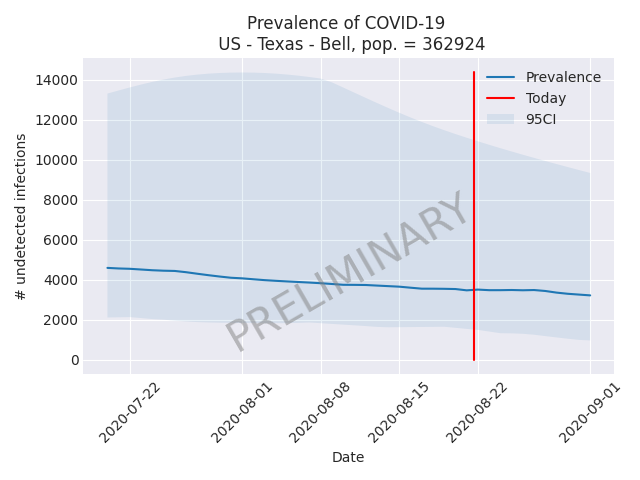 Prevalence of COVID-19
US - Texas - Bell, pop. = 362924
14000
12000
10000
8000
6000
4000
2000
0
# undetected infections
Prevalence
Today
95CI
PRELIMINARY
2020-07-22
2020-08-01
2020-08-08
2020-08-15
2020-08-22
2020-09-01
Date